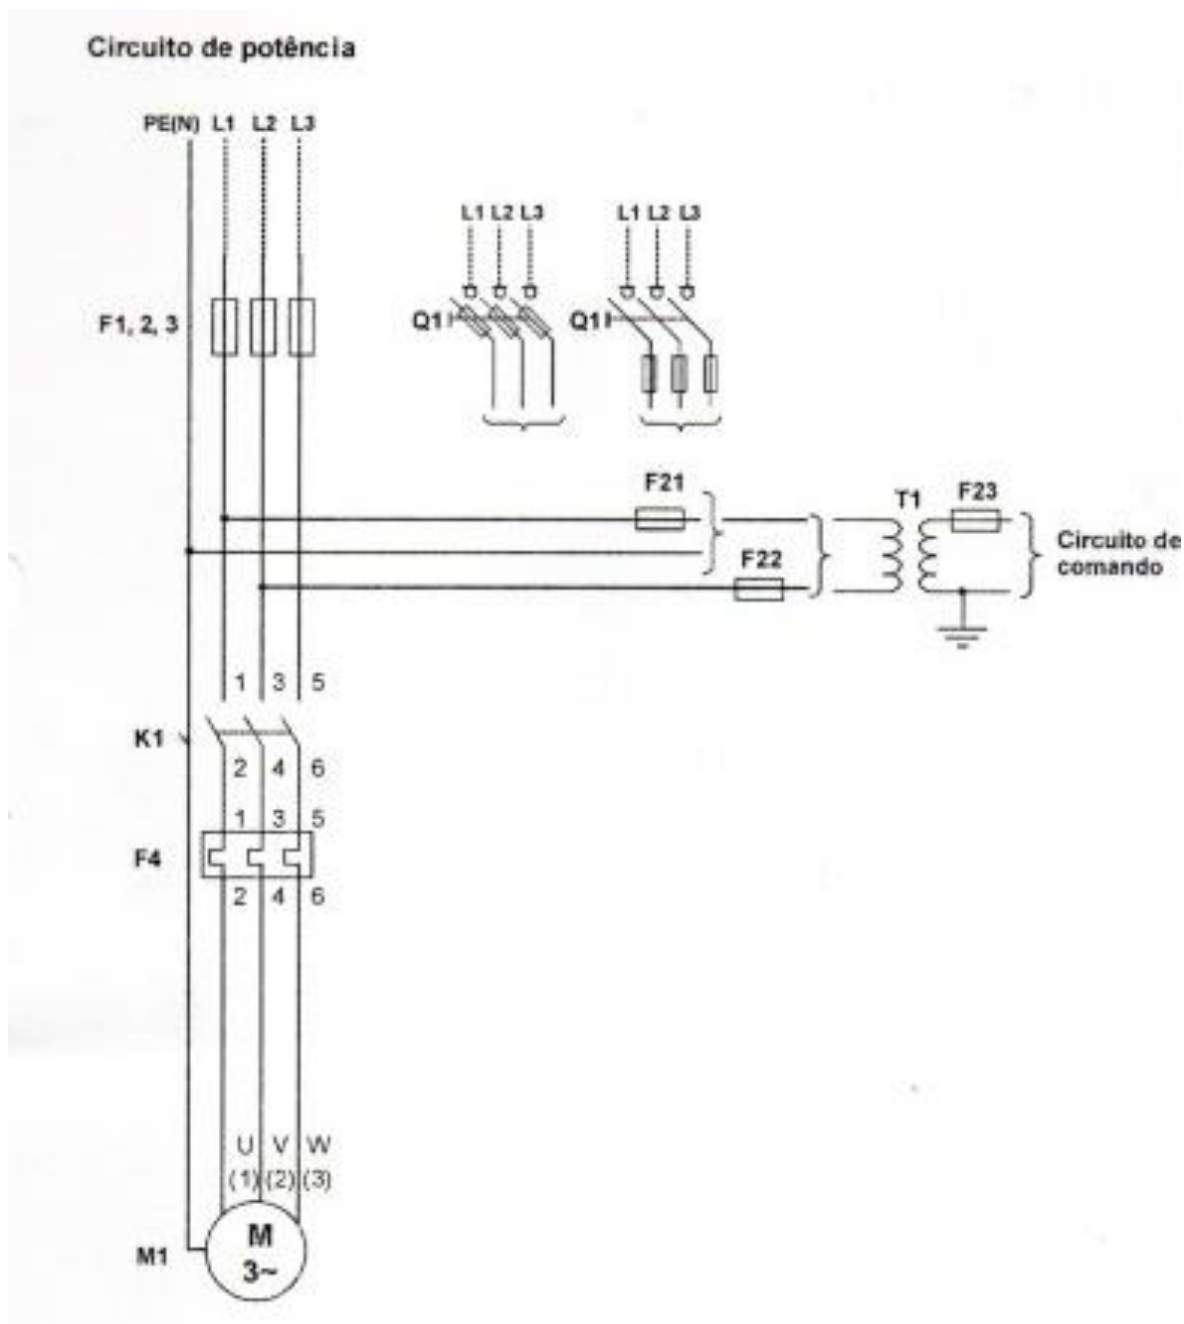 Circuito de potência
PE(N) L1 L2 L3
L1 L2 L3
L1 L2 L3
F1, 2, 3
Q1
Q1
F21
T1
F23
F22
Circuito de
comando
1 3 5
K1
2 4 6
1 3 5
F4
2 4 6
U V W
(1) (2) (3)
M1
M
3~